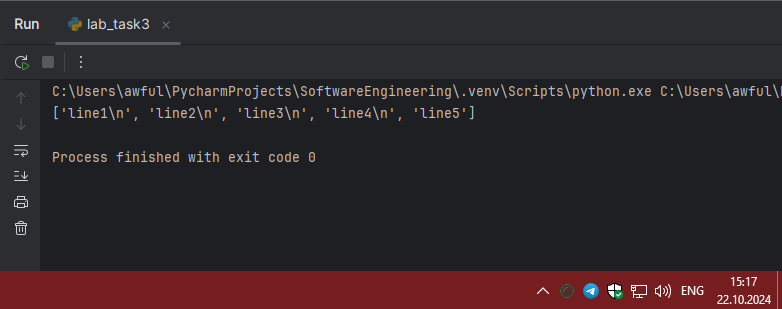 Run lab_task3
C:\Users\awful\PycharmProjects\SoftwareEngineering\.venv\Scripts\python.exe C:\Users\awful\
['line1\n', 'line2\n', 'line3\n', 'line4\n', 'line5']
Process finished with exit code 0
ENG
15:17
22.10.2024